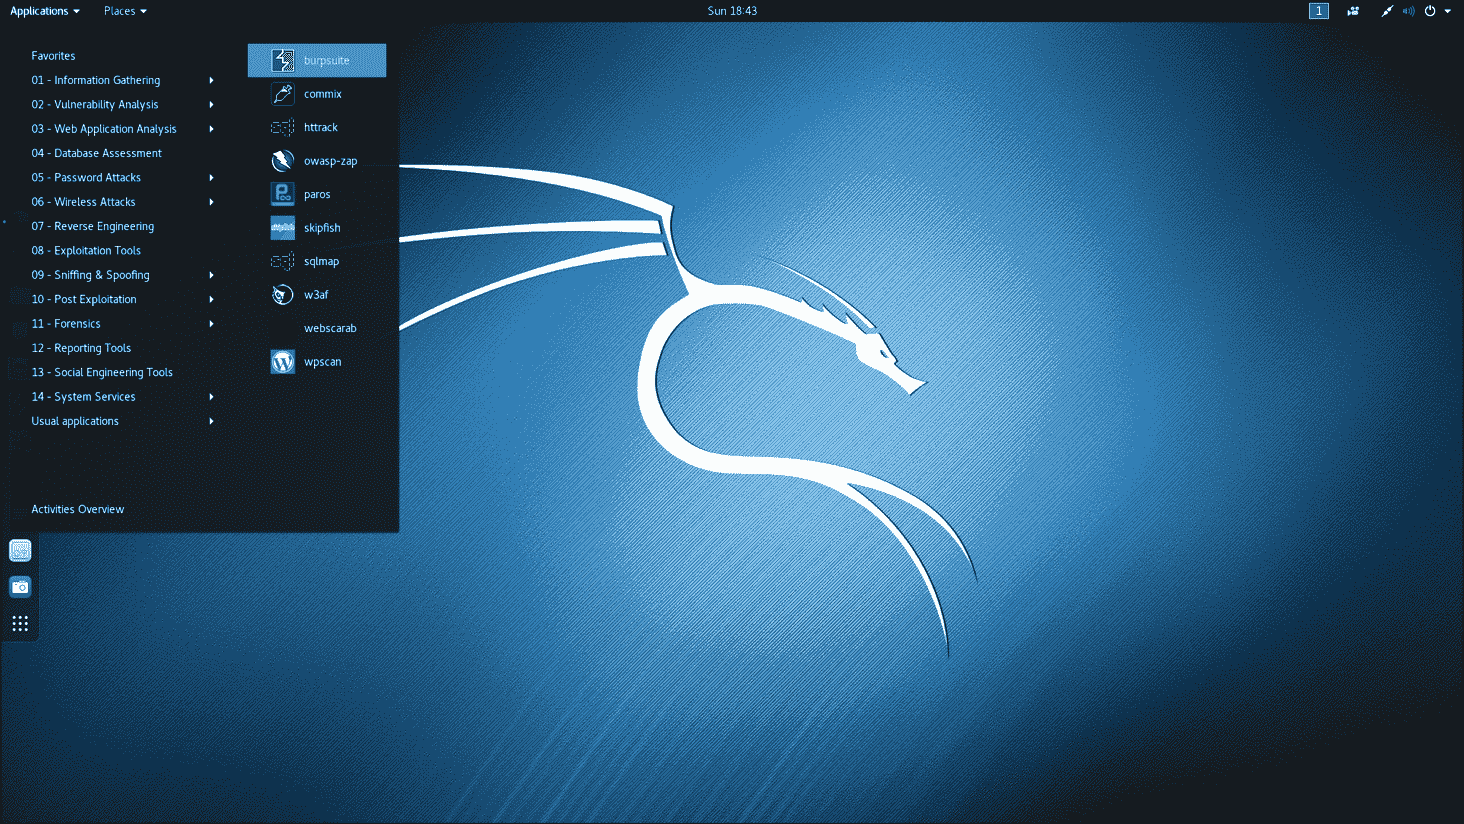 Applications Places Sun 18:43 1
Favorites
01 - Information Gathering
02 - Vulnerability Analysis
03 - Web Application Analysis
04 - Database Assessment
05 - Password Attacks
06 - Wireless Attacks
07 - Reverse Engineering
08 - Exploitation Tools
09 - Sniffing & Spoofing
10 - Post Exploitation
11 - Forensics
12 - Reporting Tools
13 - Social Engineering Tools
14 - System Services
Usual applications
Activities Overview
burpsuite
commix
httrack
owasp-zap
paros
skipfish
sqlmap
w3af
webscarab
wpscan